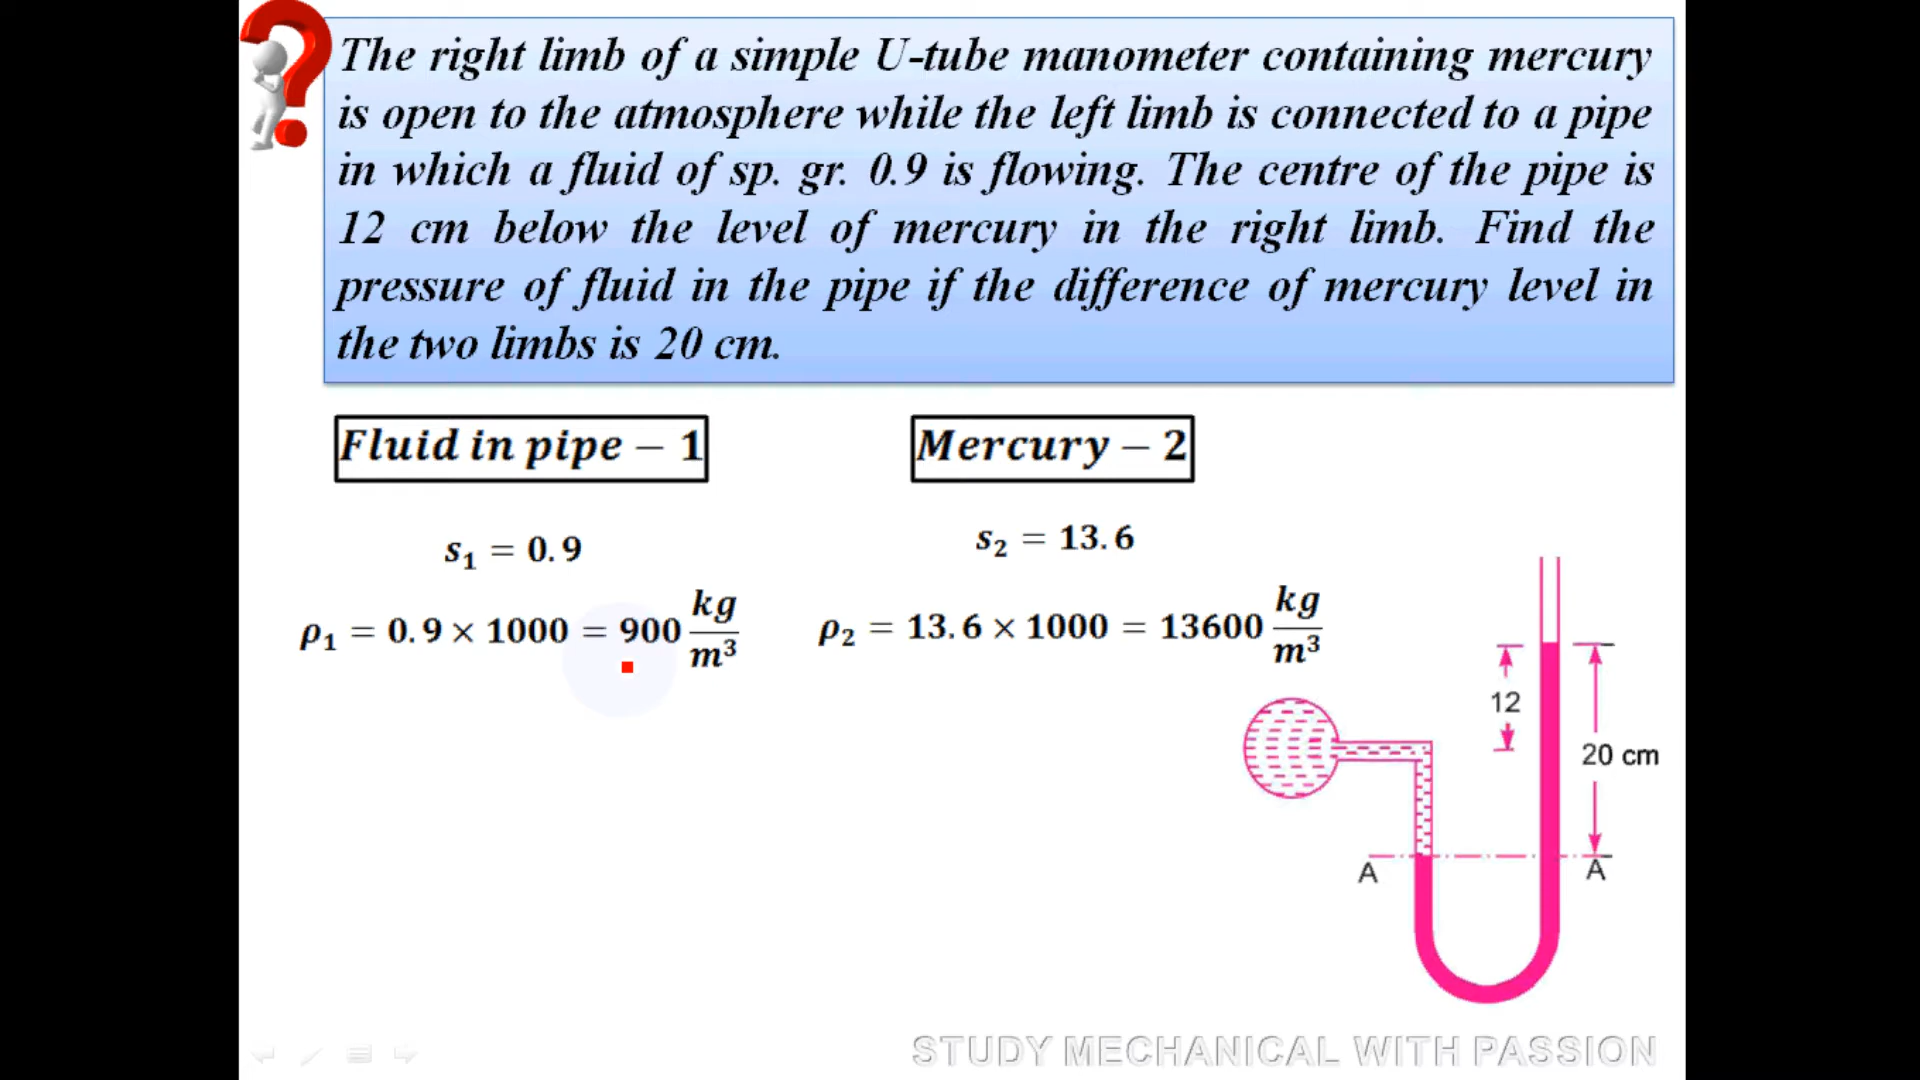 The right limb of a simple U-tube manometer containing mercury
is open to the atmosphere while the left limb is connected to a pipe
in which a fluid of sp. gr. 0.9 is flowing. The centre of the pipe is
12 cm below the level of mercury in the right limb. Find the
pressure of fluid in the pipe if the difference of mercury level in
the two limbs is 20 cm.
Fluid in pipe − 1
Mercury − 2
s₁ = 0.9
s₂ = 13.6
ρ₁ = 0.9 × 1000 = 900 kg/m³
ρ₂ = 13.6 × 1000 = 13600 kg/m³
12
20 cm
A
A
STUDY MECHANICAL WITH PASSION